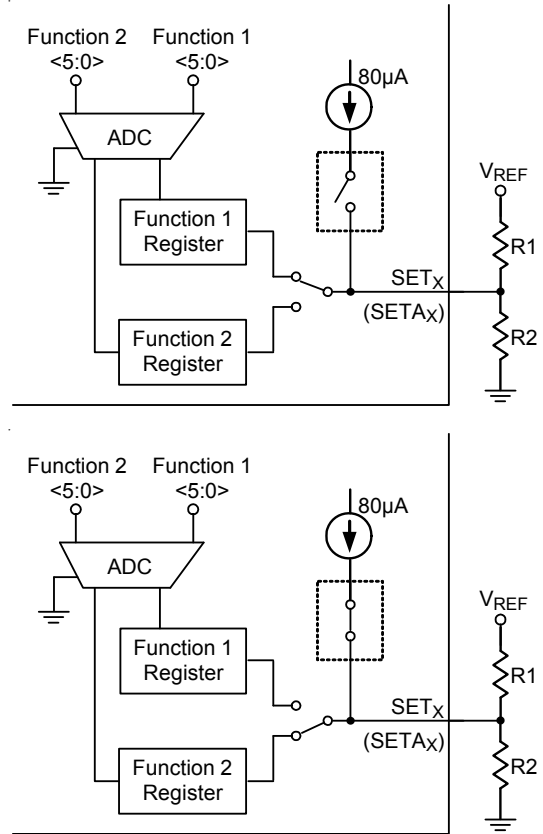 Function 2 Function 1
<5:0> <5:0>
80µA
ADC
VREF
Function 1
Register
R1
SETX
(SETAX)
Function 2
Register
R2
Function 2 Function 1
<5:0> <5:0>
80µA
ADC
VREF
Function 1
Register
R1
SETX
(SETAX)
Function 2
Register
R2